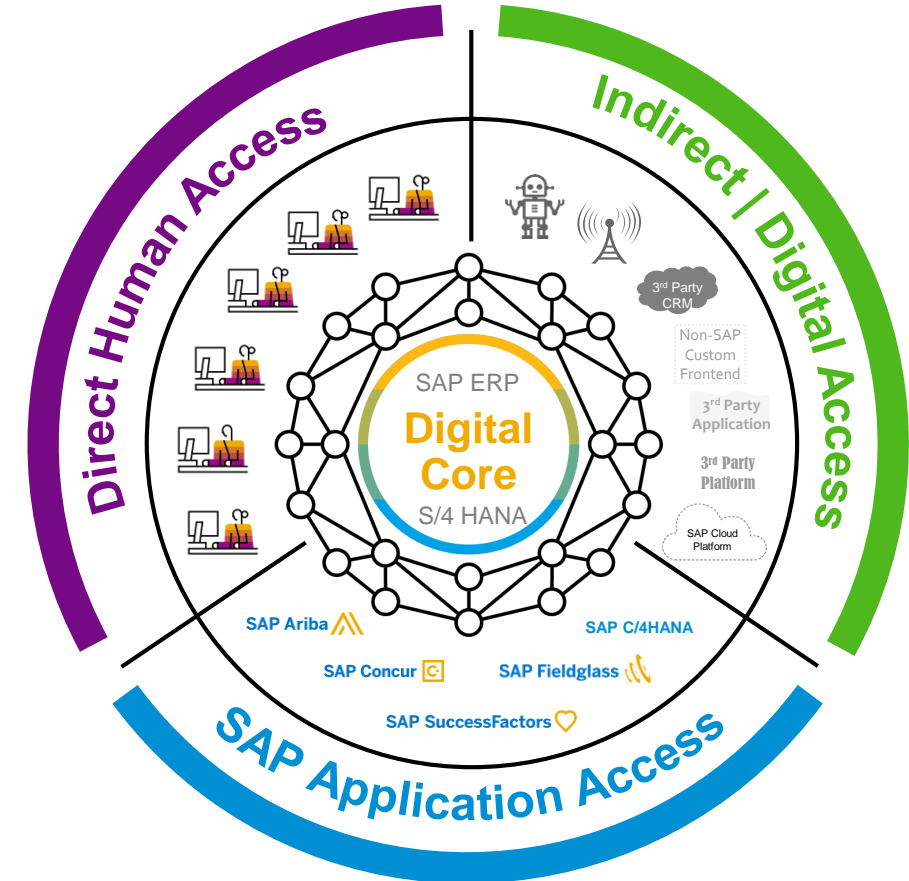 Direct Human Access
Indirect | Digital Access
3rd Party
CRM
Non-SAP
Custom
Frontend
3rd Party
Application
3rd Party
Platform
SAP Cloud
Platform
SAP ERP
Digital
Core
S/4 HANA
SAP Ariba
SAP C/4HANA
SAP Concur
SAP Fieldglass
SAP SuccessFactors
SAP Application Access